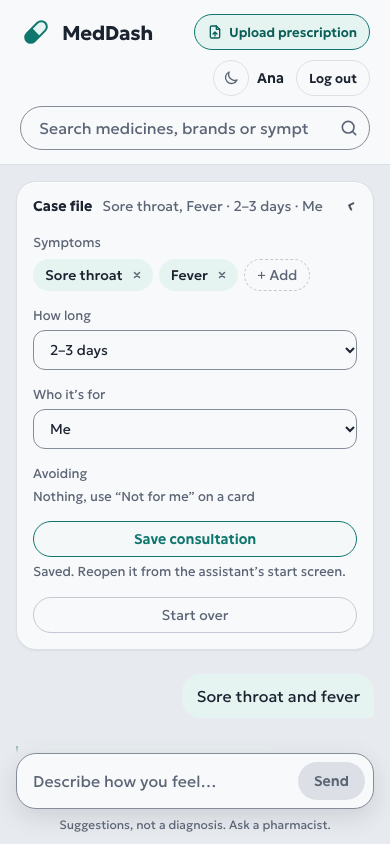 MedDash
Upload prescription
Ana
Log out
Search medicines, brands or sympt
Case file Sore throat, Fever · 2–3 days · Me
Symptoms
Sore throat ×
Fever ×
+ Add
How long
2–3 days
Who it's for
Me
Avoiding
Nothing, use “Not for me” on a card
Save consultation
Saved. Reopen it from the assistant's start screen.
Start over
Sore throat and fever
Describe how you feel…
Send
Suggestions, not a diagnosis. Ask a pharmacist.